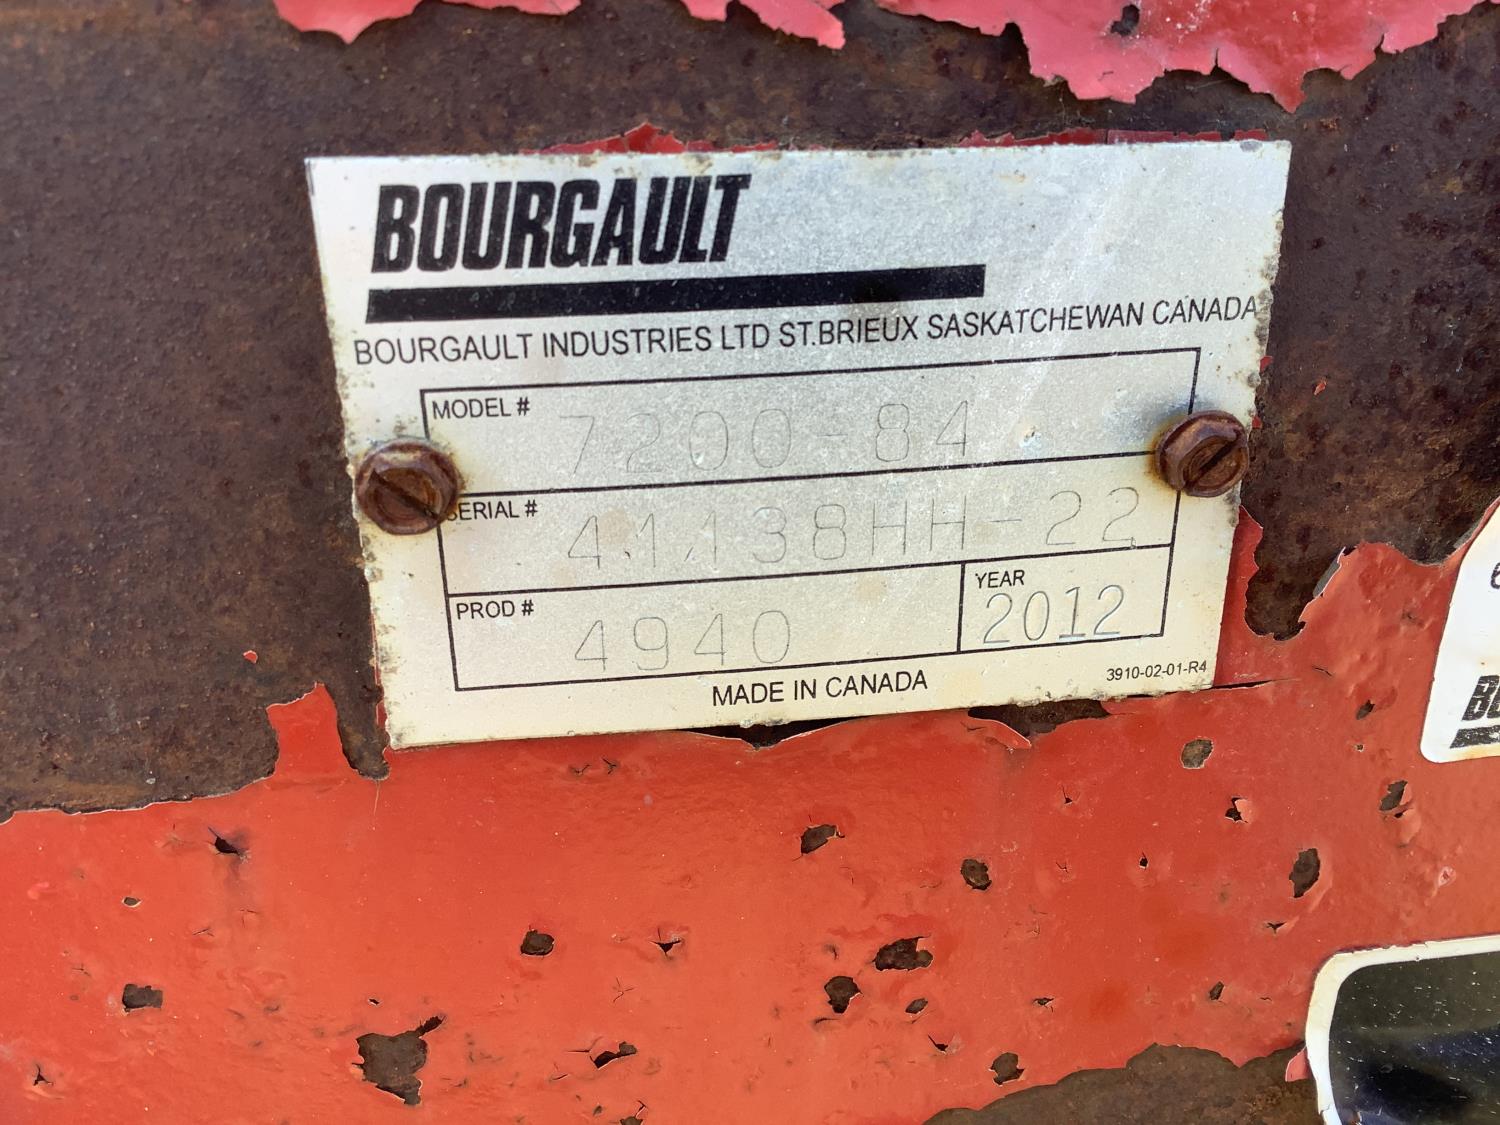 BOURGAULT
BOURGAULT INDUSTRIES LTD ST.BRIEUX SASKATCHEWAN CANADA
MODEL # 7200-84
SERIAL # 41138HH-22
PROD # 4940
YEAR 2012
MADE IN CANADA
3910-02-01-R4